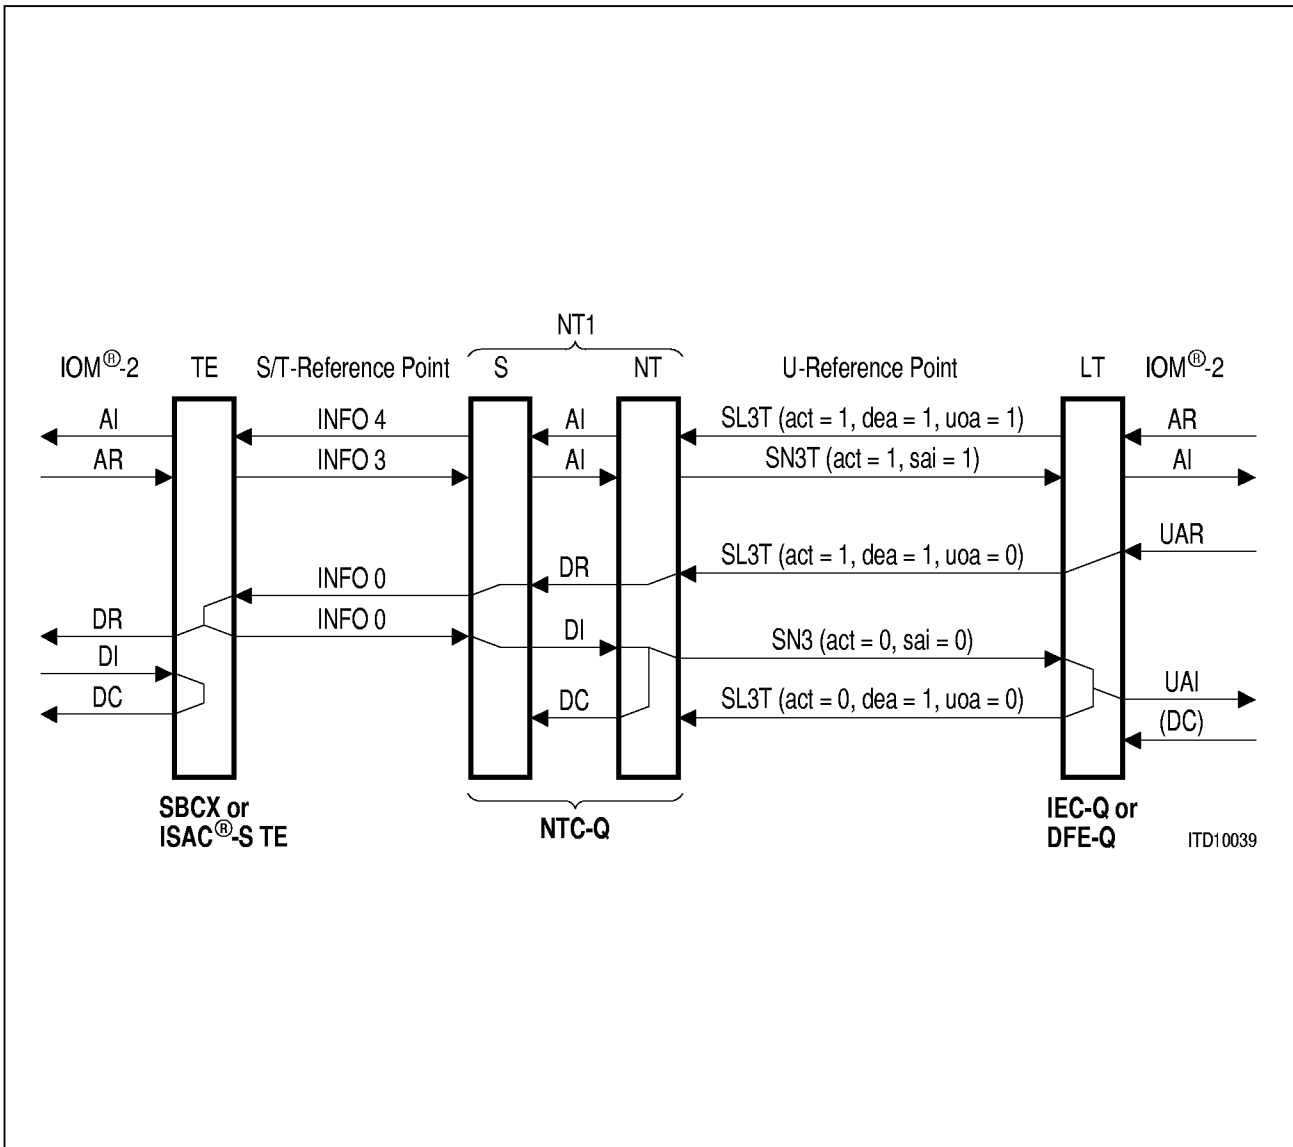 NT1
IOM®-2 TE S/T-Reference Point S NT U-Reference Point LT IOM®-2
AI INFO 4 AI SL3T (act = 1, dea = 1, uoa = 1) AR
AR INFO 3 AI SN3T (act = 1, sai = 1) AI
UAR
SL3T (act = 1, dea = 1, uoa = 0)
INFO 0 DR
DR INFO 0 DI SN3 (act = 0, sai = 0)
DI
DC DC SL3T (act = 0, dea = 1, uoa = 0) UAI
(DC)
SBCX or
ISAC®-S TE
NTC-Q
IEC-Q or
DFE-Q
ITD10039